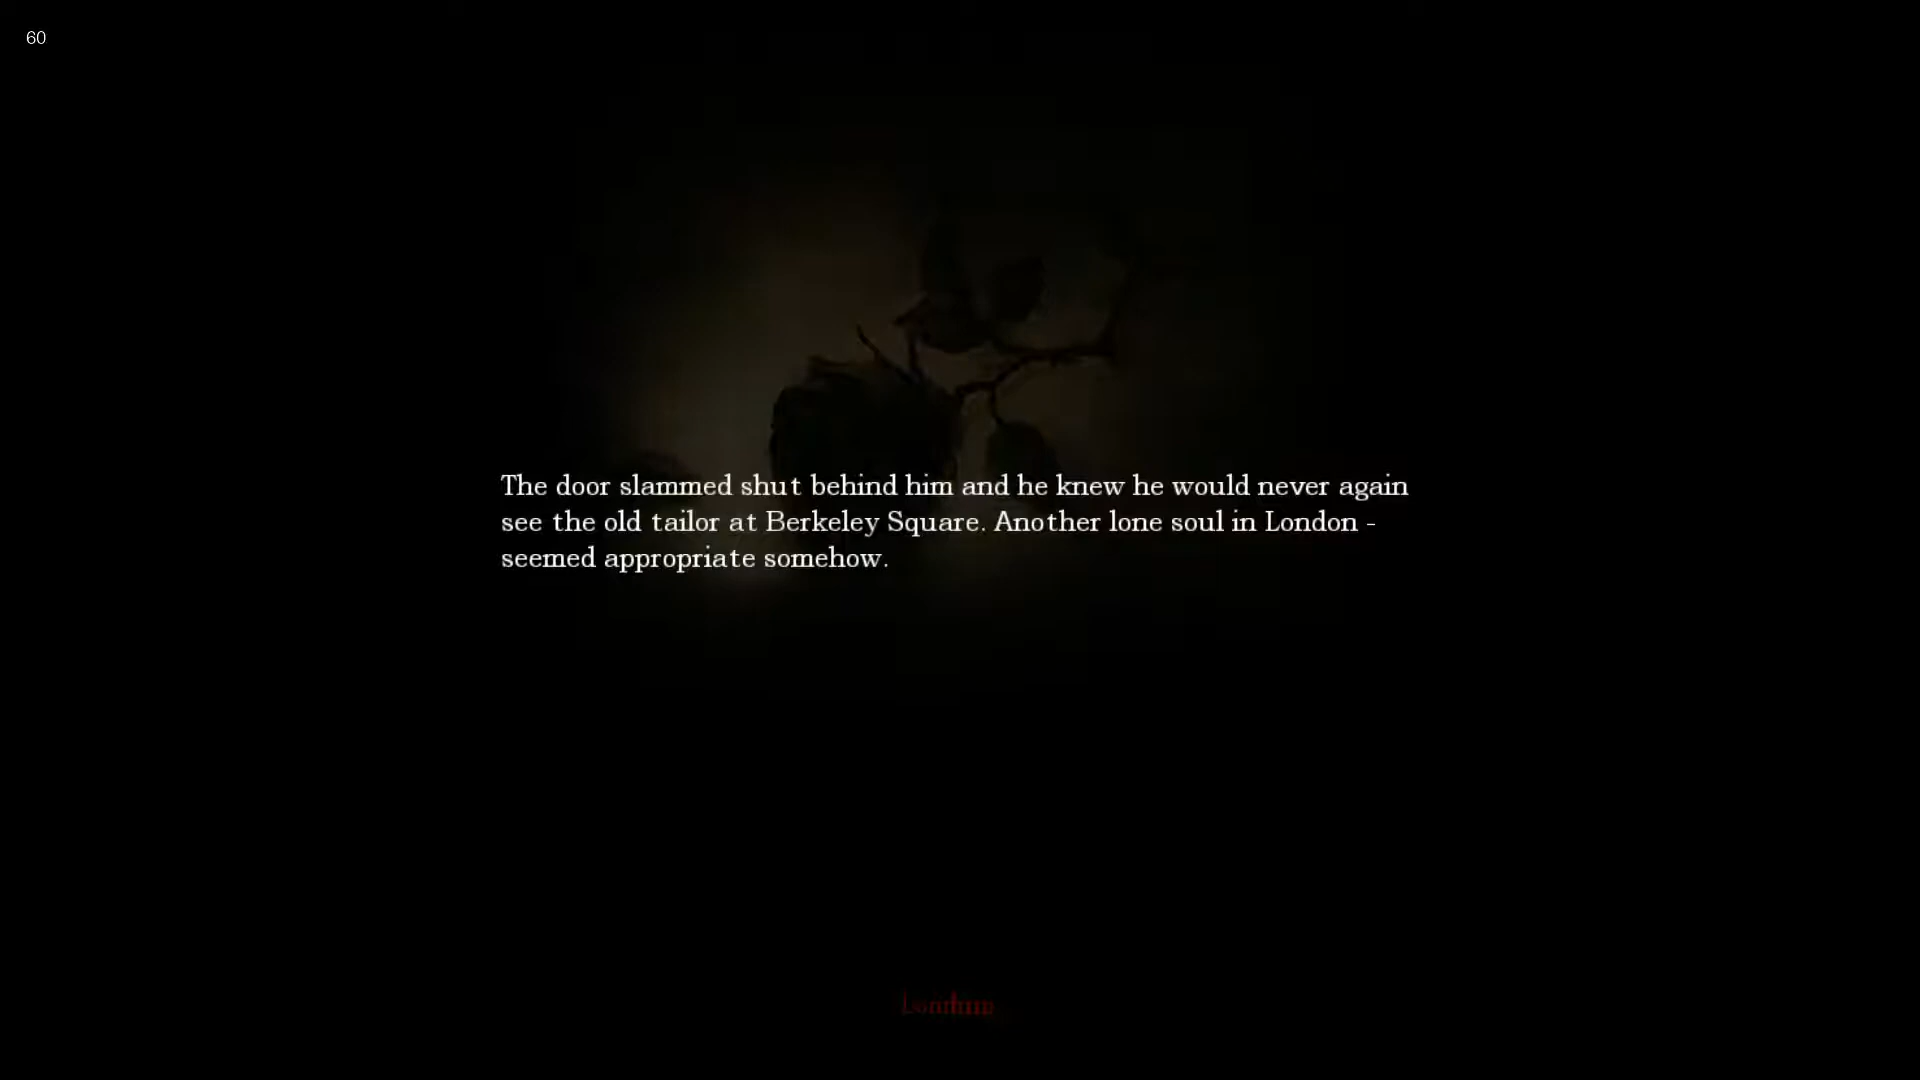 60
The door slammed shut behind him and he knew he would never again
see the old tailor at Berkeley Square. Another lone soul in London -
seemed appropriate somehow.